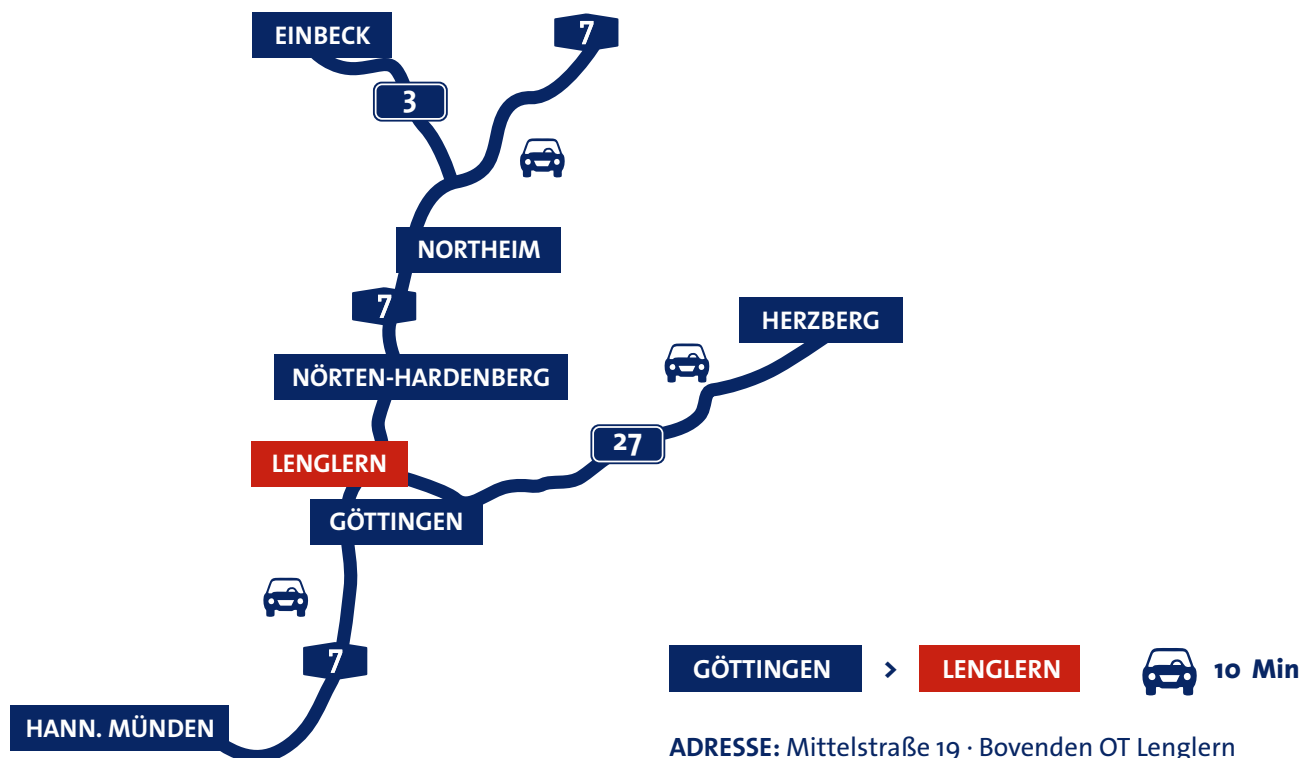 EINBECK
7
3
NORTHEIM
7
HERZBERG
NÖRTEN-HARDENBERG
27
LENGLERN
GÖTTINGEN
7
GÖTTINGEN > LENGLERN 10 Min
HANN. MÜNDEN
ADRESSE: Mittelstraße 19 · Bovenden OT Lenglern